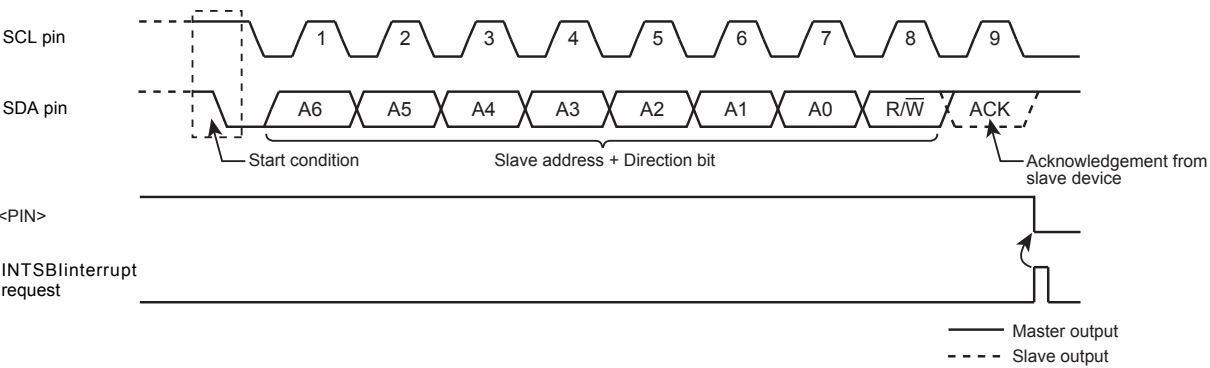 SCL pin
1 2 3 4 5 6 7 8 9
SDA pin
A6 A5 A4 A3 A2 A1 A0 R/W̅ ACK
Start condition
Slave address + Direction bit
Acknowledgement from
slave device
<PIN>
INTSBIinterrupt
request
Master output
Slave output